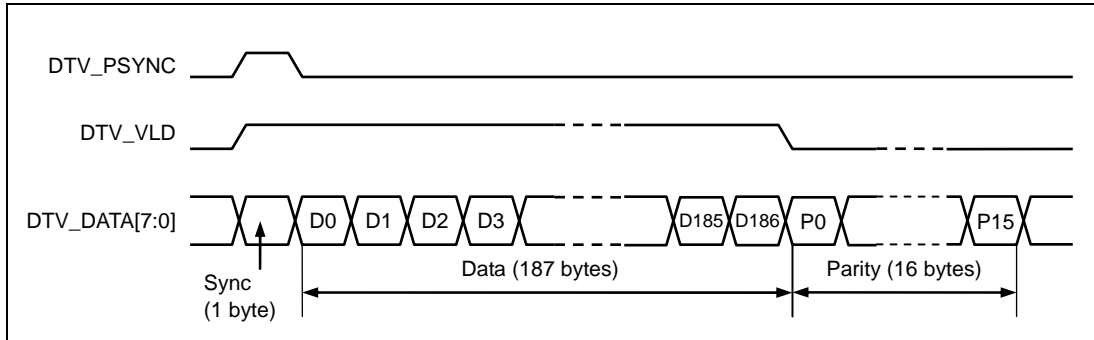 DTV_PSYNC
DTV_VLD
DTV_DATA[7:0] D0 D1 D2 D3 D185 D186 P0 P15
Data (187 bytes) Parity (16 bytes)
Sync
(1 byte)